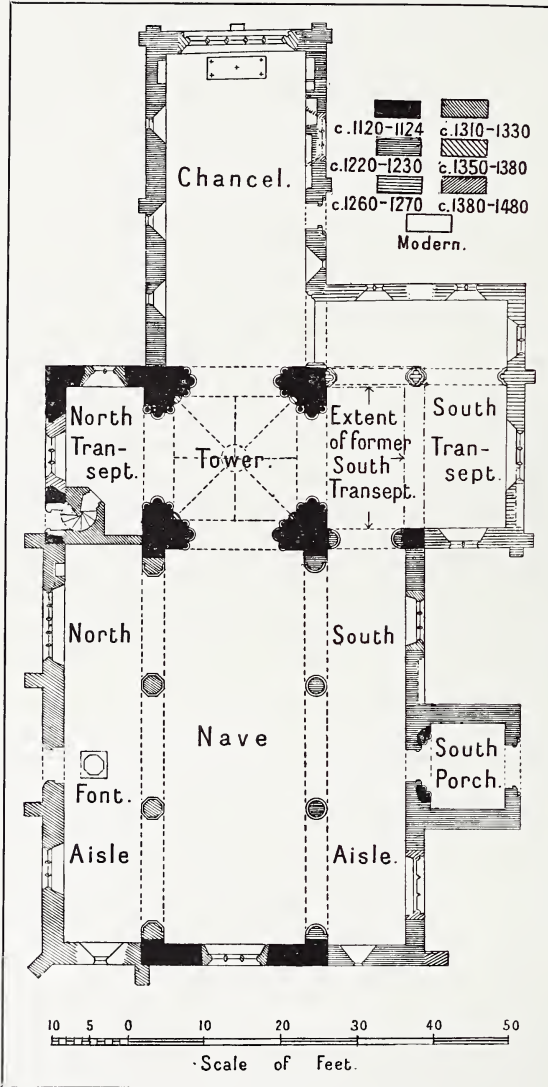 c.1120-1124 c.1310-1330
c.1220-1230 c.1350-1380
c.1260-1270 c.1380-1480
Modern.
Chancel.
North
Tran-
sept.
Tower.
Extent
of former
South
Transept.
South
Tran-
sept.
North
Aisle
Font.
Nave
South
Aisle.
South
Porch.
10 5 0 10 20 30 40 50
Scale of Feet.